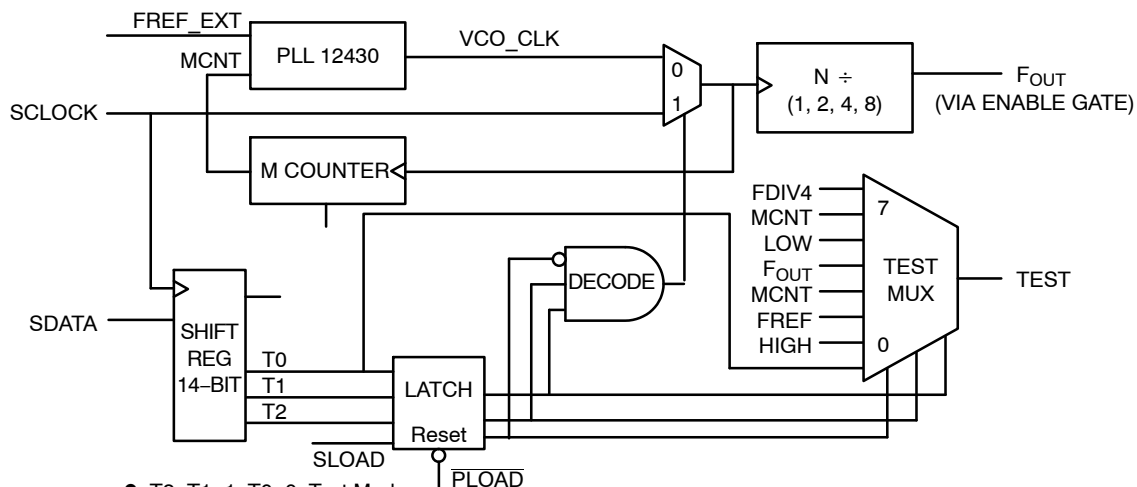 FREF_EXT
MCNT
PLL 12430
VCO_CLK
0
1
N ÷
(1, 2, 4, 8)
FOUT
(VIA ENABLE GATE)
SCLOCK
M COUNTER
FDIV4
MCNT
LOW
FOUT
MCNT
FREF
HIGH
7
0
TEST
MUX
TEST
DECODE
SDATA
SHIFT
REG
14−BIT
T0
T1
T2
LATCH
Reset
SLOAD
PLOAD